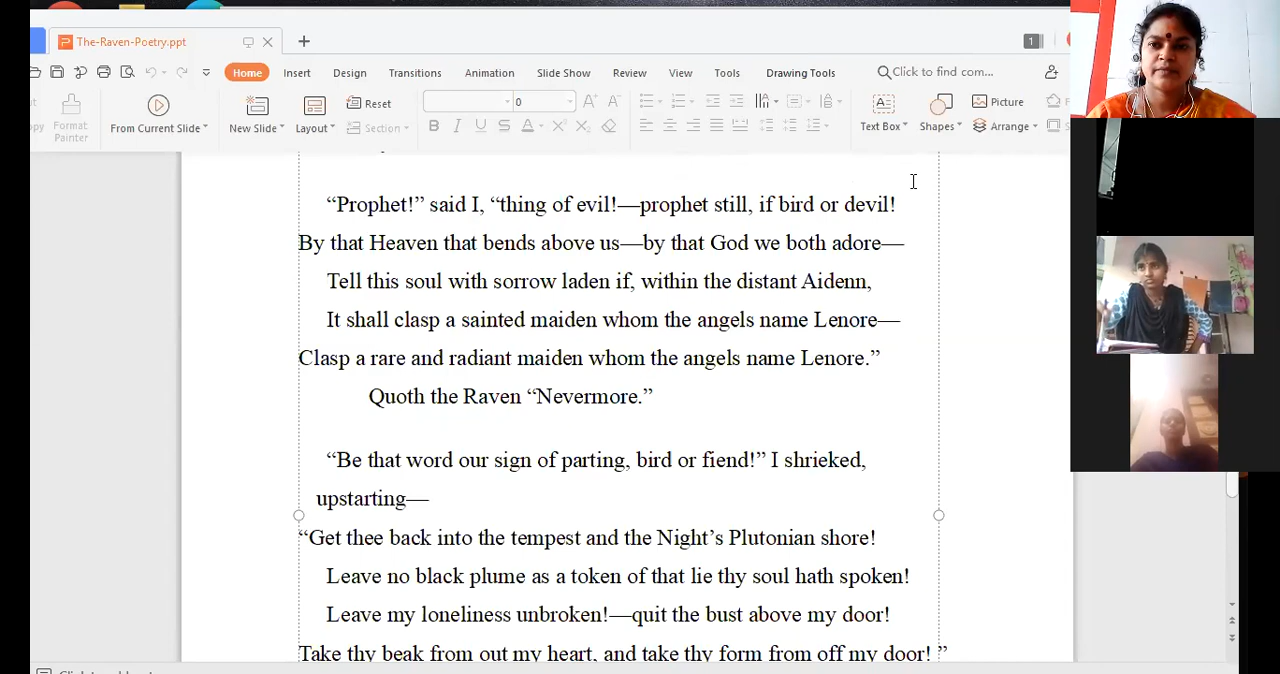 The-Raven-Poetry.ppt
1
Home Insert Design Transitions Animation Slide Show Review View Tools Drawing Tools Click to find com...
Format Painter
From Current Slide
New Slide
Layout
Reset
Section
0
B I U S A X² X₂
Text Box
Shapes
Picture
Arrange
“Prophet!” said I, “thing of evil!—prophet still, if bird or devil!
By that Heaven that bends above us—by that God we both adore—
Tell this soul with sorrow laden if, within the distant Aidenn,
It shall clasp a sainted maiden whom the angels name Lenore—
Clasp a rare and radiant maiden whom the angels name Lenore.”
Quoth the Raven “Nevermore.”
“Be that word our sign of parting, bird or fiend!” I shrieked,
upstarting—
“Get thee back into the tempest and the Night’s Plutonian shore!
Leave no black plume as a token of that lie thy soul hath spoken!
Leave my loneliness unbroken!—quit the bust above my door!
Take thy beak from out my heart, and take thy form from off my door! ”